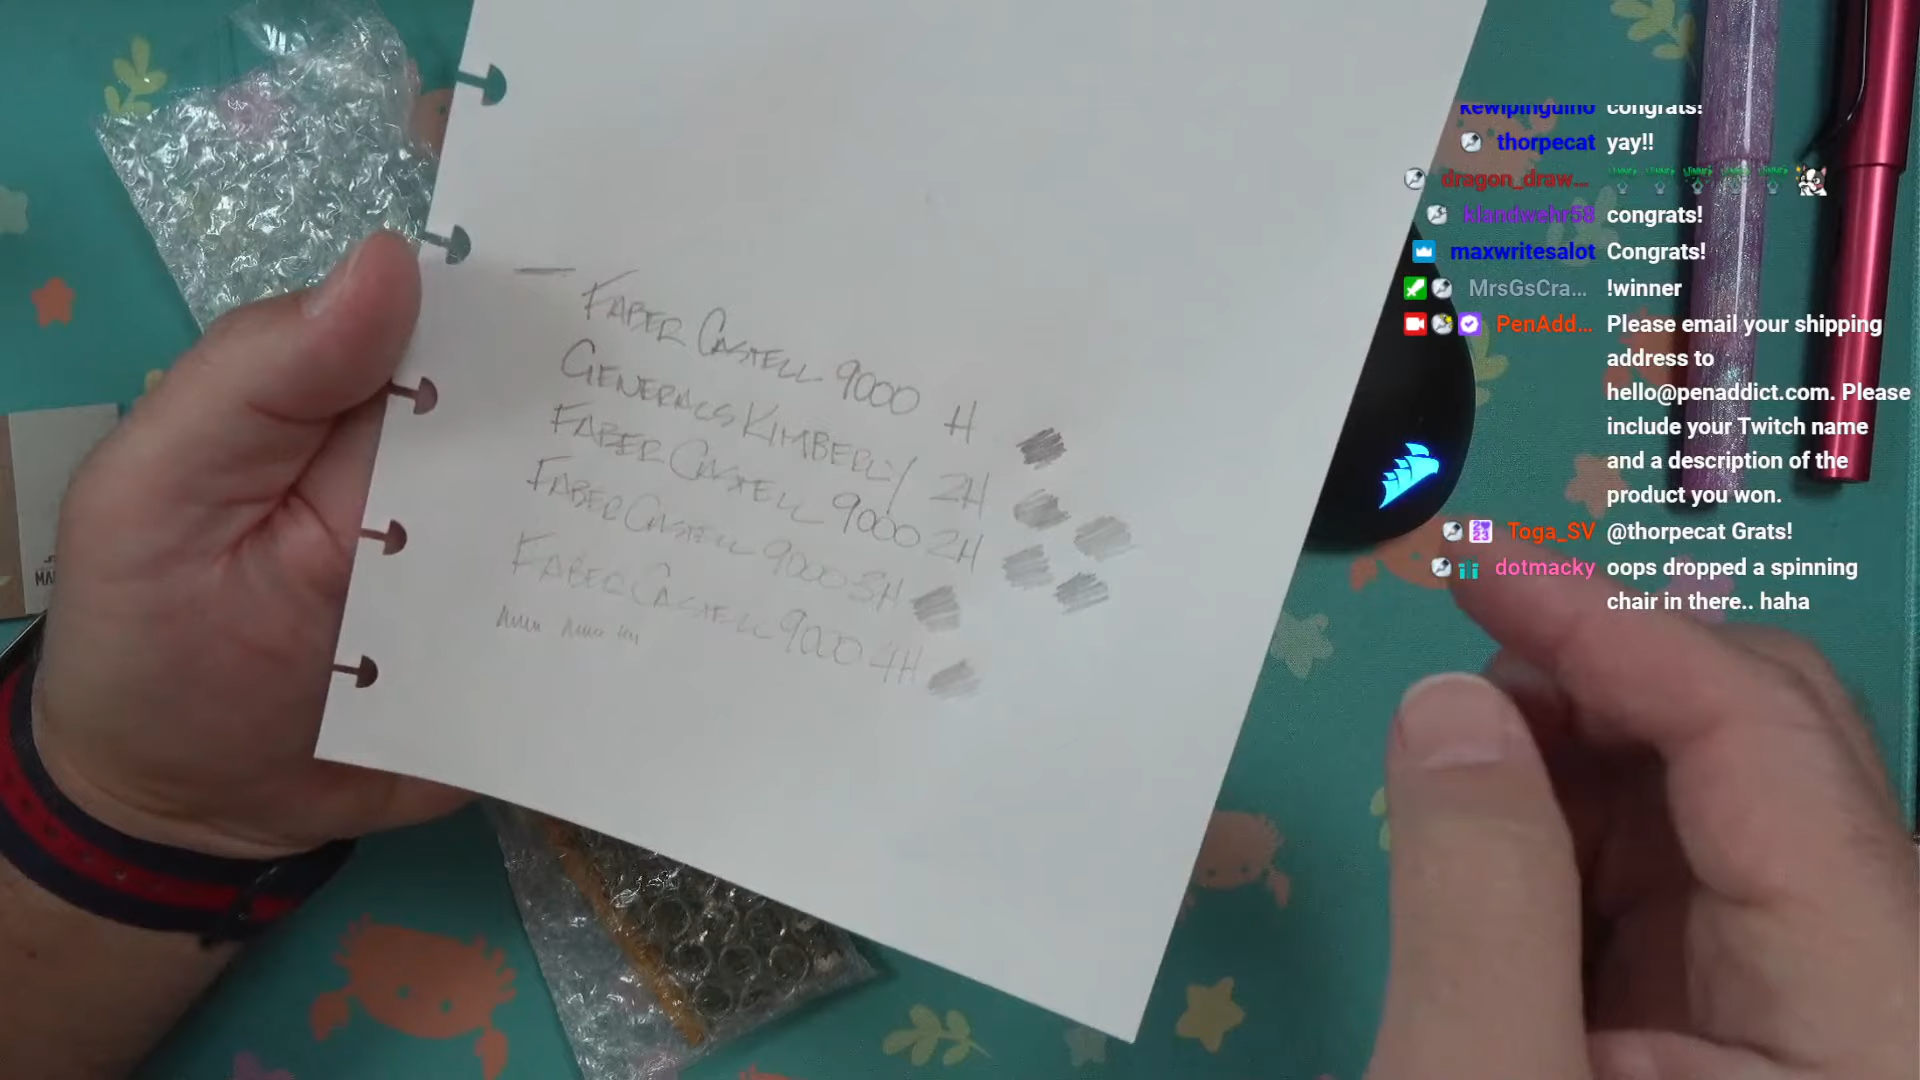 FABER CASTELL 9000 H
GENERALS KIMBERLY 2H
FABER CASTELL 9000 2H
FABER CASTELL 9000 3H
FABER CASTELL 9000 4H
kewlpinguino congrats!
thorpecat yay!!
dragon_draw...
klandwehr58 congrats!
maxwritesalot Congrats!
MrsGsCra... !winner
PenAdd... Please email your shipping
address to
hello@penaddict.com. Please
include your Twitch name
and a description of the
product you won.
Toga_SV @thorpecat Grats!
dotmacky oops dropped a spinning
chair in there.. haha